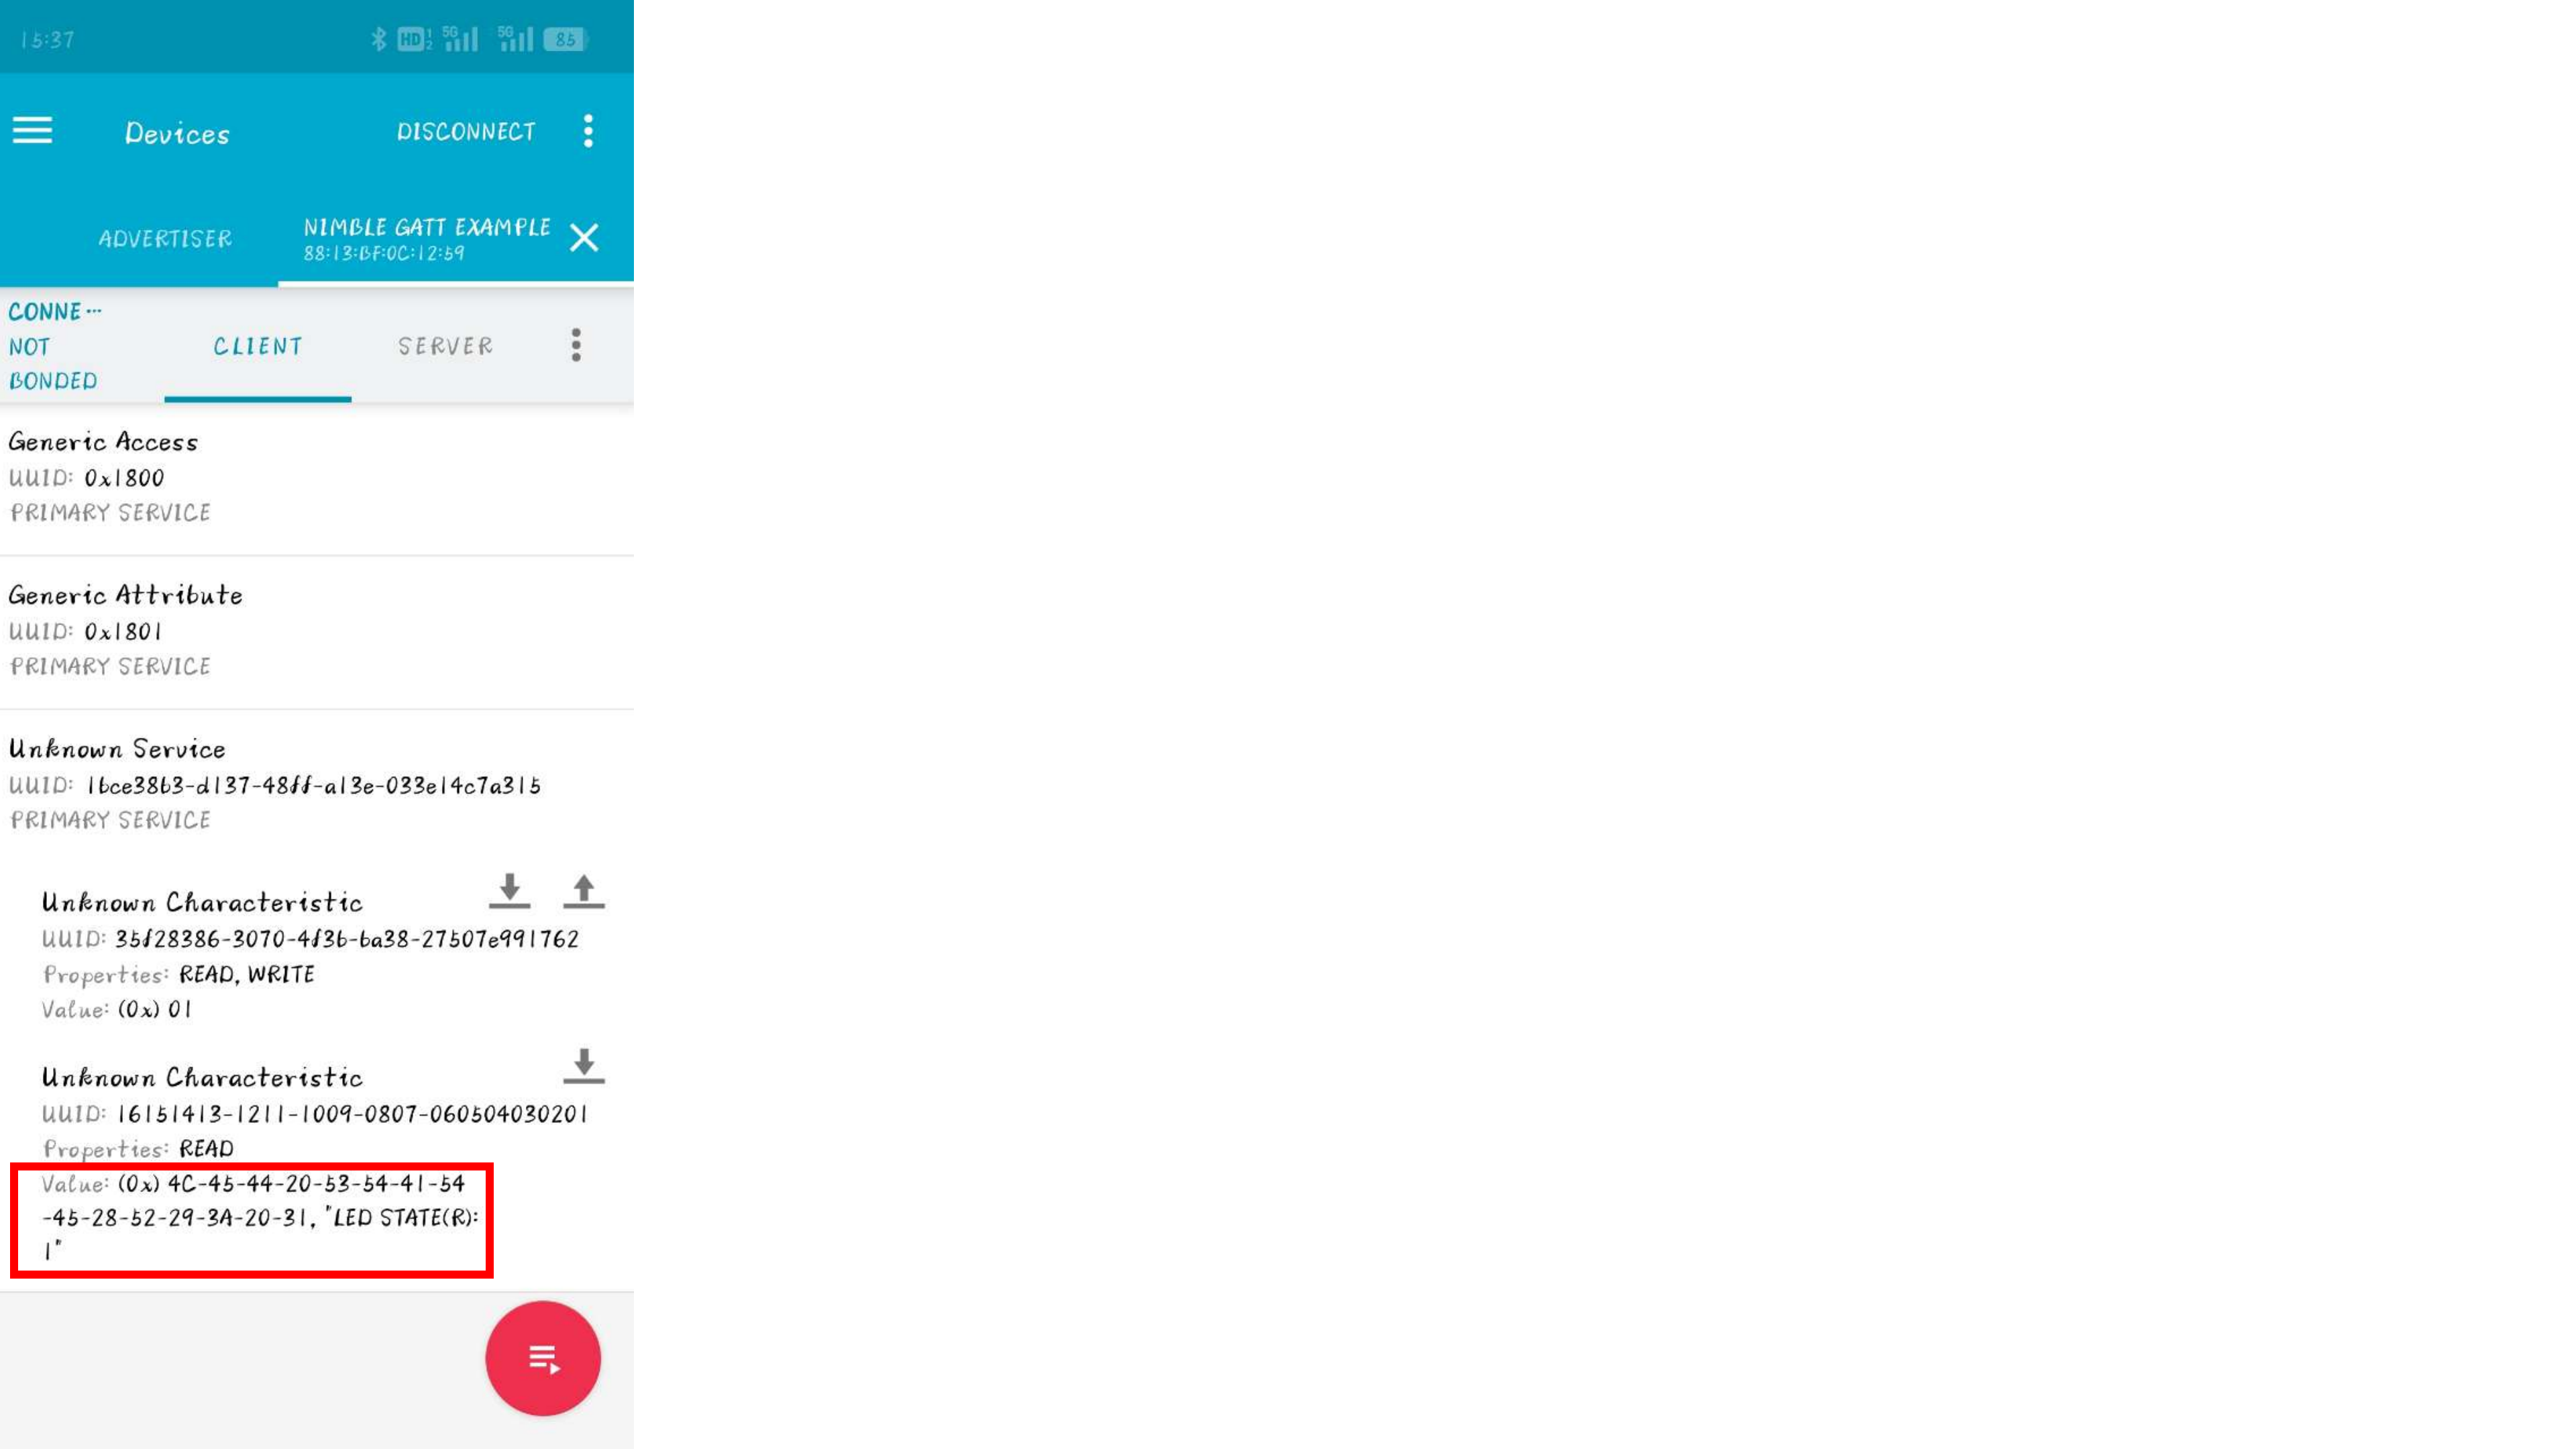 15:37
HD 1 2 5G 5G 85
Devices
DISCONNECT
ADVERTISER
NIMBLE GATT EXAMPLE
88:13:BF:0C:12:59
CONNE...
NOT
BONDED
CLIENT
SERVER
Generic Access
UUID: 0x1800
PRIMARY SERVICE
Generic Attribute
UUID: 0x1801
PRIMARY SERVICE
Unknown Service
UUID: 1bce38b3-d137-48ff-a13e-033e14c7a315
PRIMARY SERVICE
Unknown Characteristic
UUID: 35f28386-3070-4f3b-ba38-27507e991762
Properties: READ, WRITE
Value: (0x) 01
Unknown Characteristic
UUID: 16151413-1211-1009-0807-060504030201
Properties: READ
Value: (0x) 4C-45-44-20-53-54-41-54
-45-28-52-29-3A-20-31, "LED STATE(R):
1"